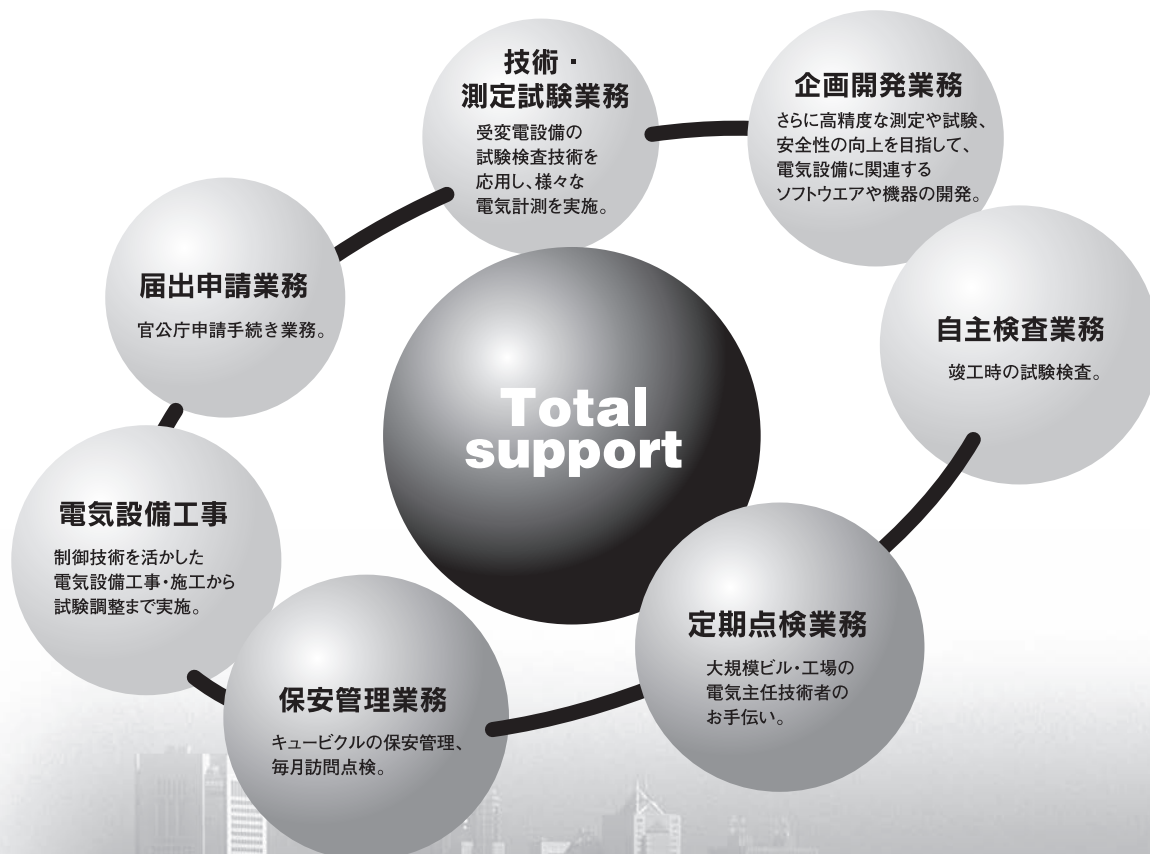 技術・
測定試験業務
受変電設備の
試験検査技術を
応用し、様々な
電気計測を実施。
企画開発業務
さらに高精度な測定や試験、
安全性の向上を目指して、
電気設備に関連する
ソフトウエアや機器の開発。
届出申請業務
官公庁申請手続き業務。
自主検査業務
竣工時の試験検査。
Total
support
電気設備工事
制御技術を活かした
電気設備工事・施工から
試験調整まで実施。
定期点検業務
大規模ビル・工場の
電気主任技術者の
お手伝い。
保安管理業務
キュービクルの保安管理、
毎月訪問点検。